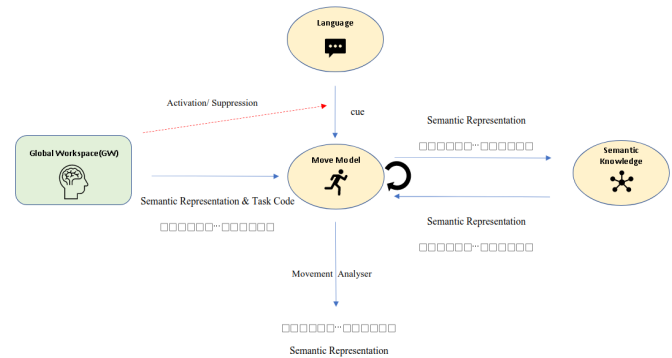 Language
Activation/ Suppression
cue
Semantic Representation
□□□□□□···□□□□□□
Global Workspace(GW)
Move Model
Semantic
Knowledge
Semantic Representation & Task Code
□□□□□□···□□□□□□
Semantic Representation
□□□□□□···□□□□□□
Movement Analyser
□□□□□□···□□□□□□
Semantic Representation